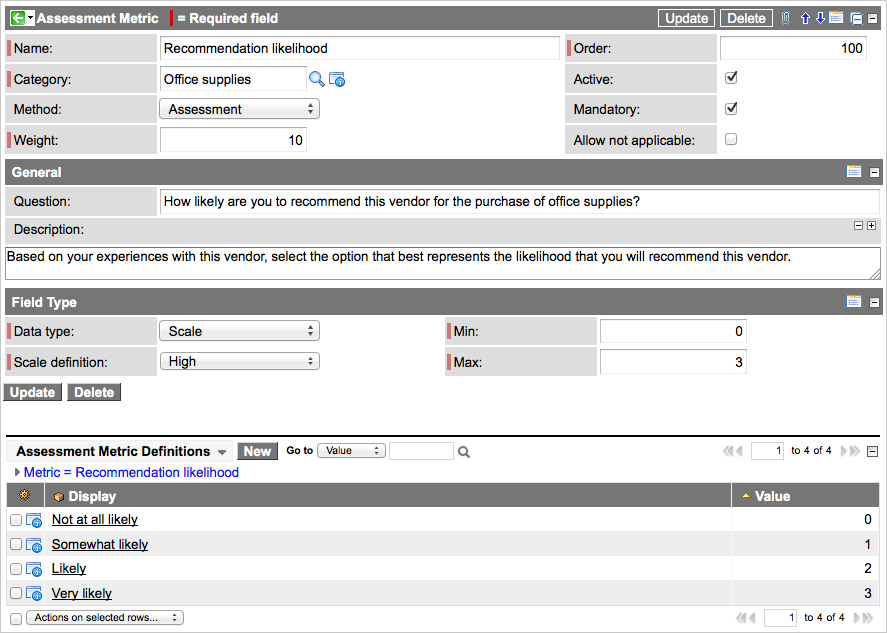 Assessment Metric = Required field Update Delete
Name: Recommendation likelihood Order: 100
Category: Office supplies Active:
Method: Assessment Mandatory:
Weight: 10 Allow not applicable:
General
Question: How likely are you to recommend this vendor for the purchase of office supplies?
Description:
Based on your experiences with this vendor, select the option that best represents the likelihood that you will recommend this vendor.
Field Type
Data type: Scale Min: 0
Scale definition: High Max: 3
Update Delete
Assessment Metric Definitions New Go to Value 1 to 4 of 4
Metric = Recommendation likelihood
Display Value
Not at all likely 0
Somewhat likely 1
Likely 2
Very likely 3
Actions on selected rows... 1 to 4 of 4